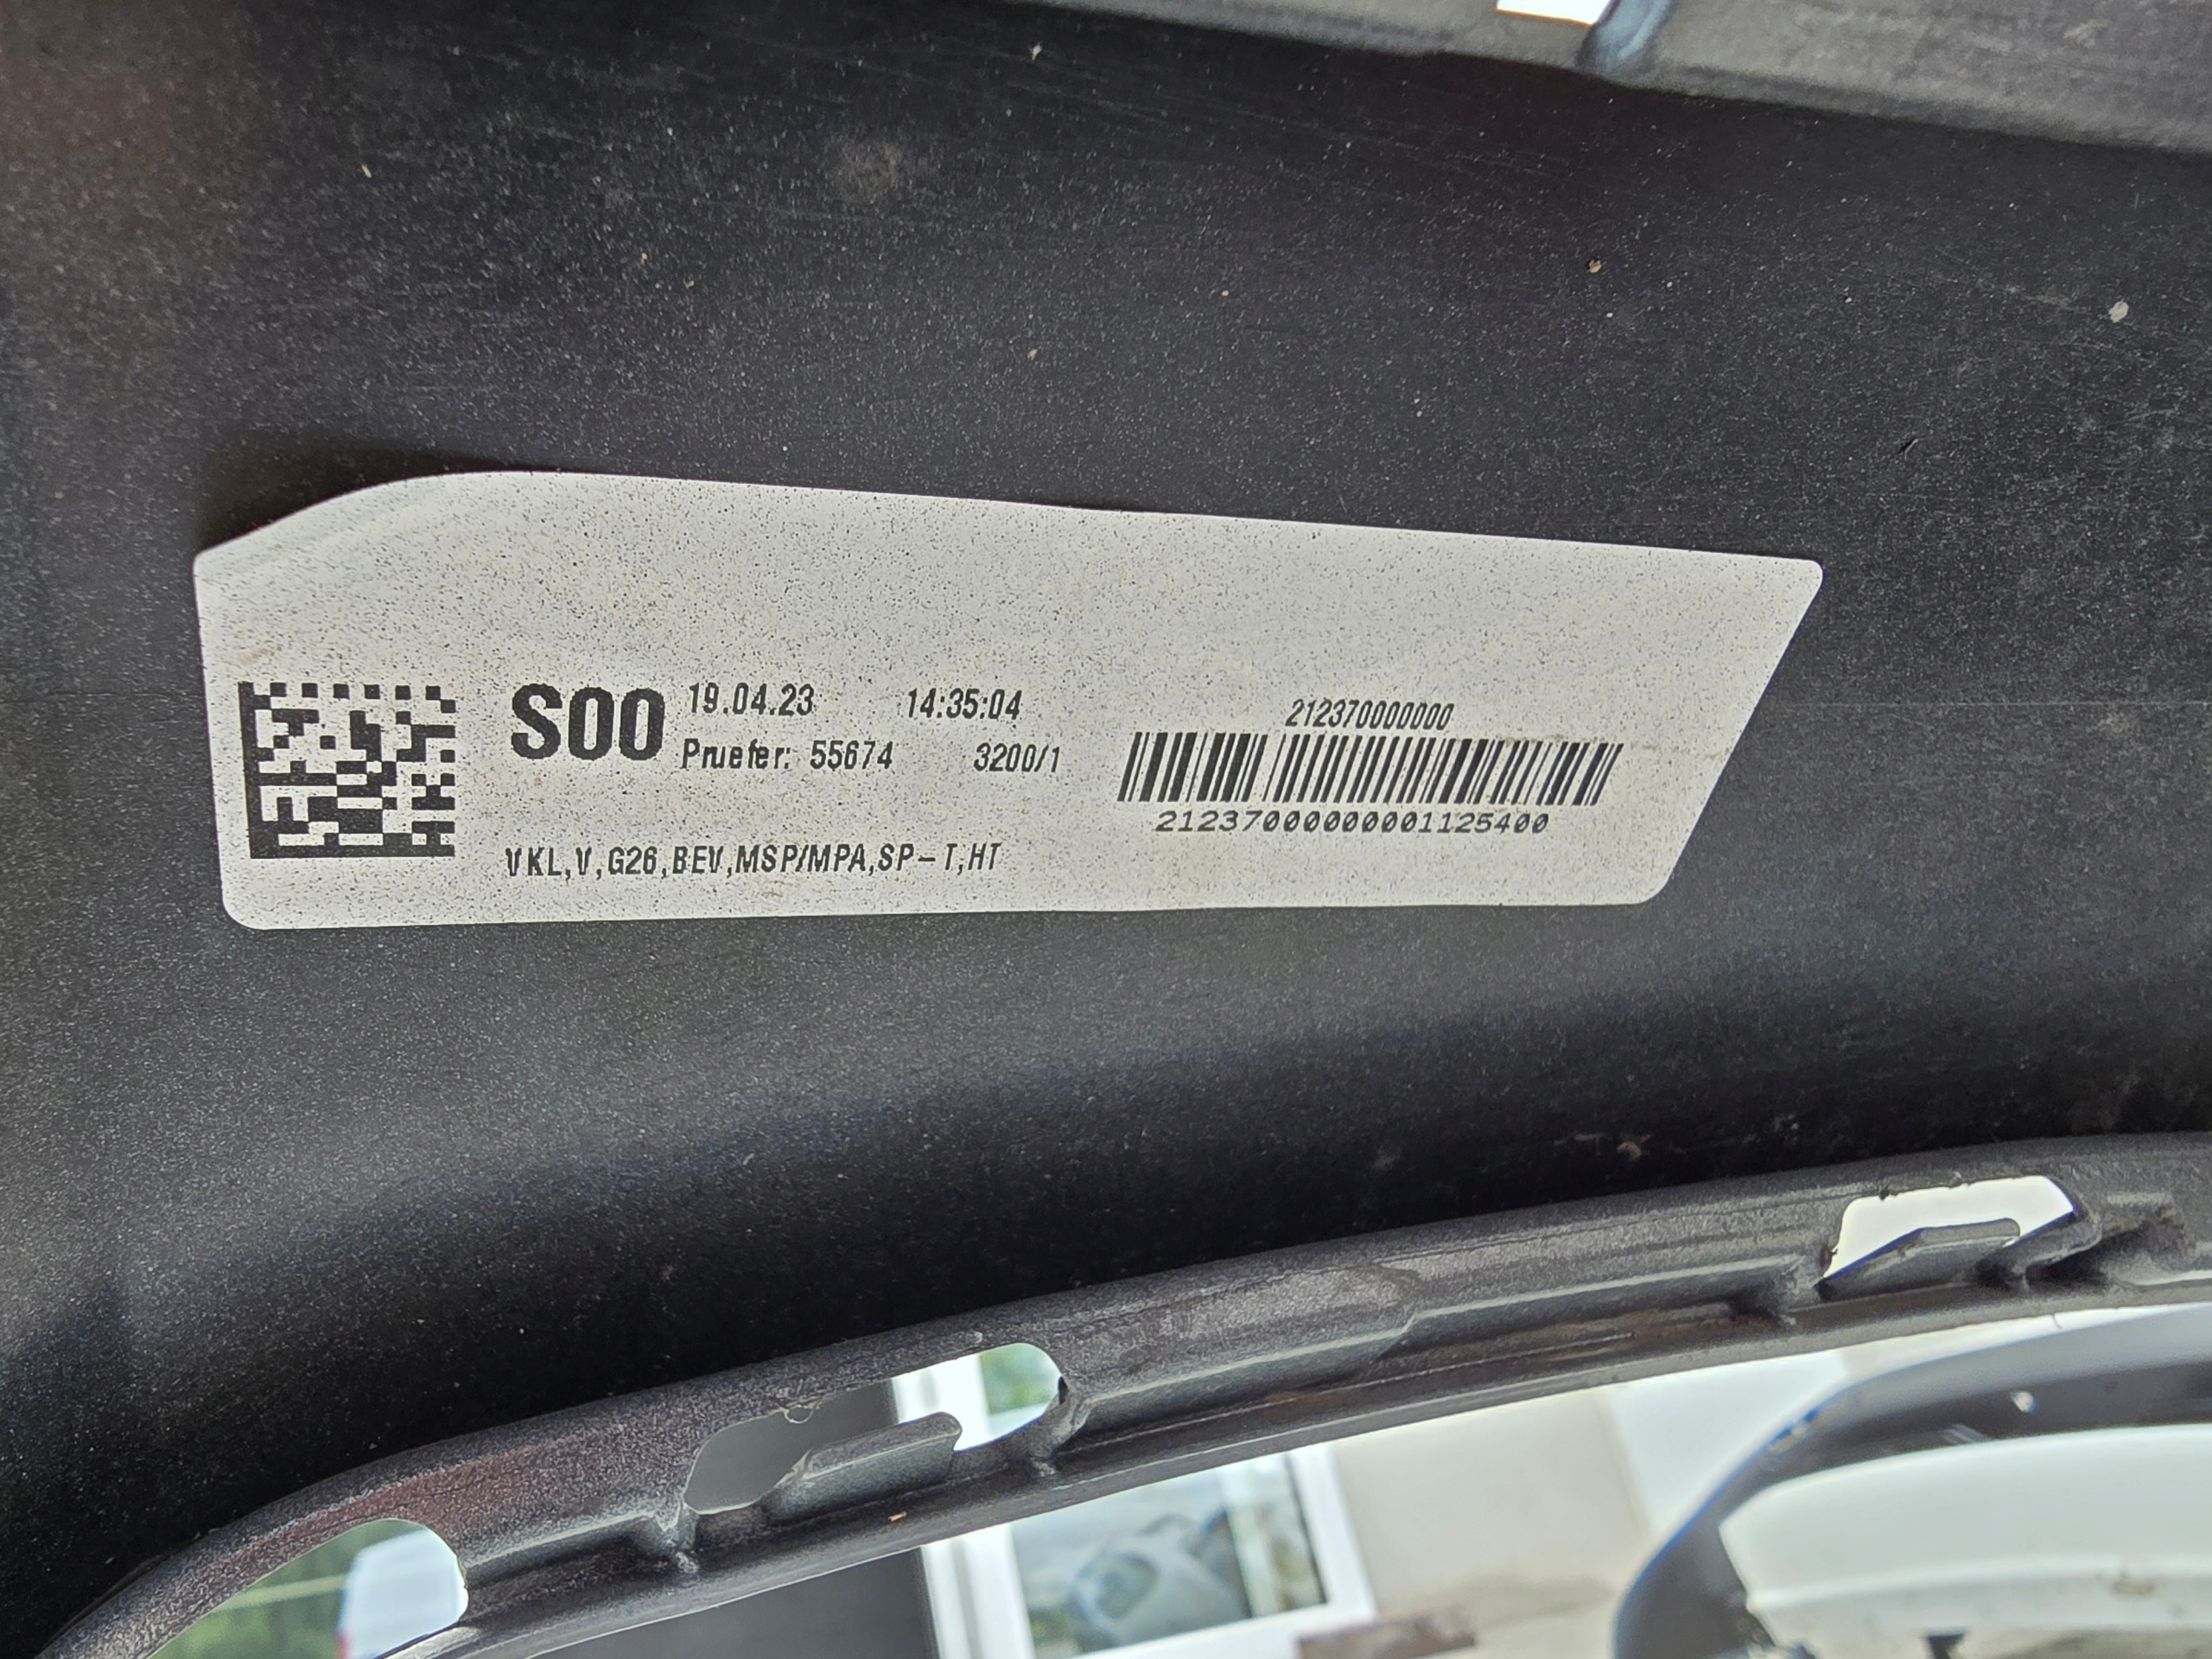 S00 19.04.23 14:35:04
Pruefer: 55674 3200/1
VKL,V,G26,BEV,MSP/MPA,SP-T,HT
212370000000
21237000000001125400